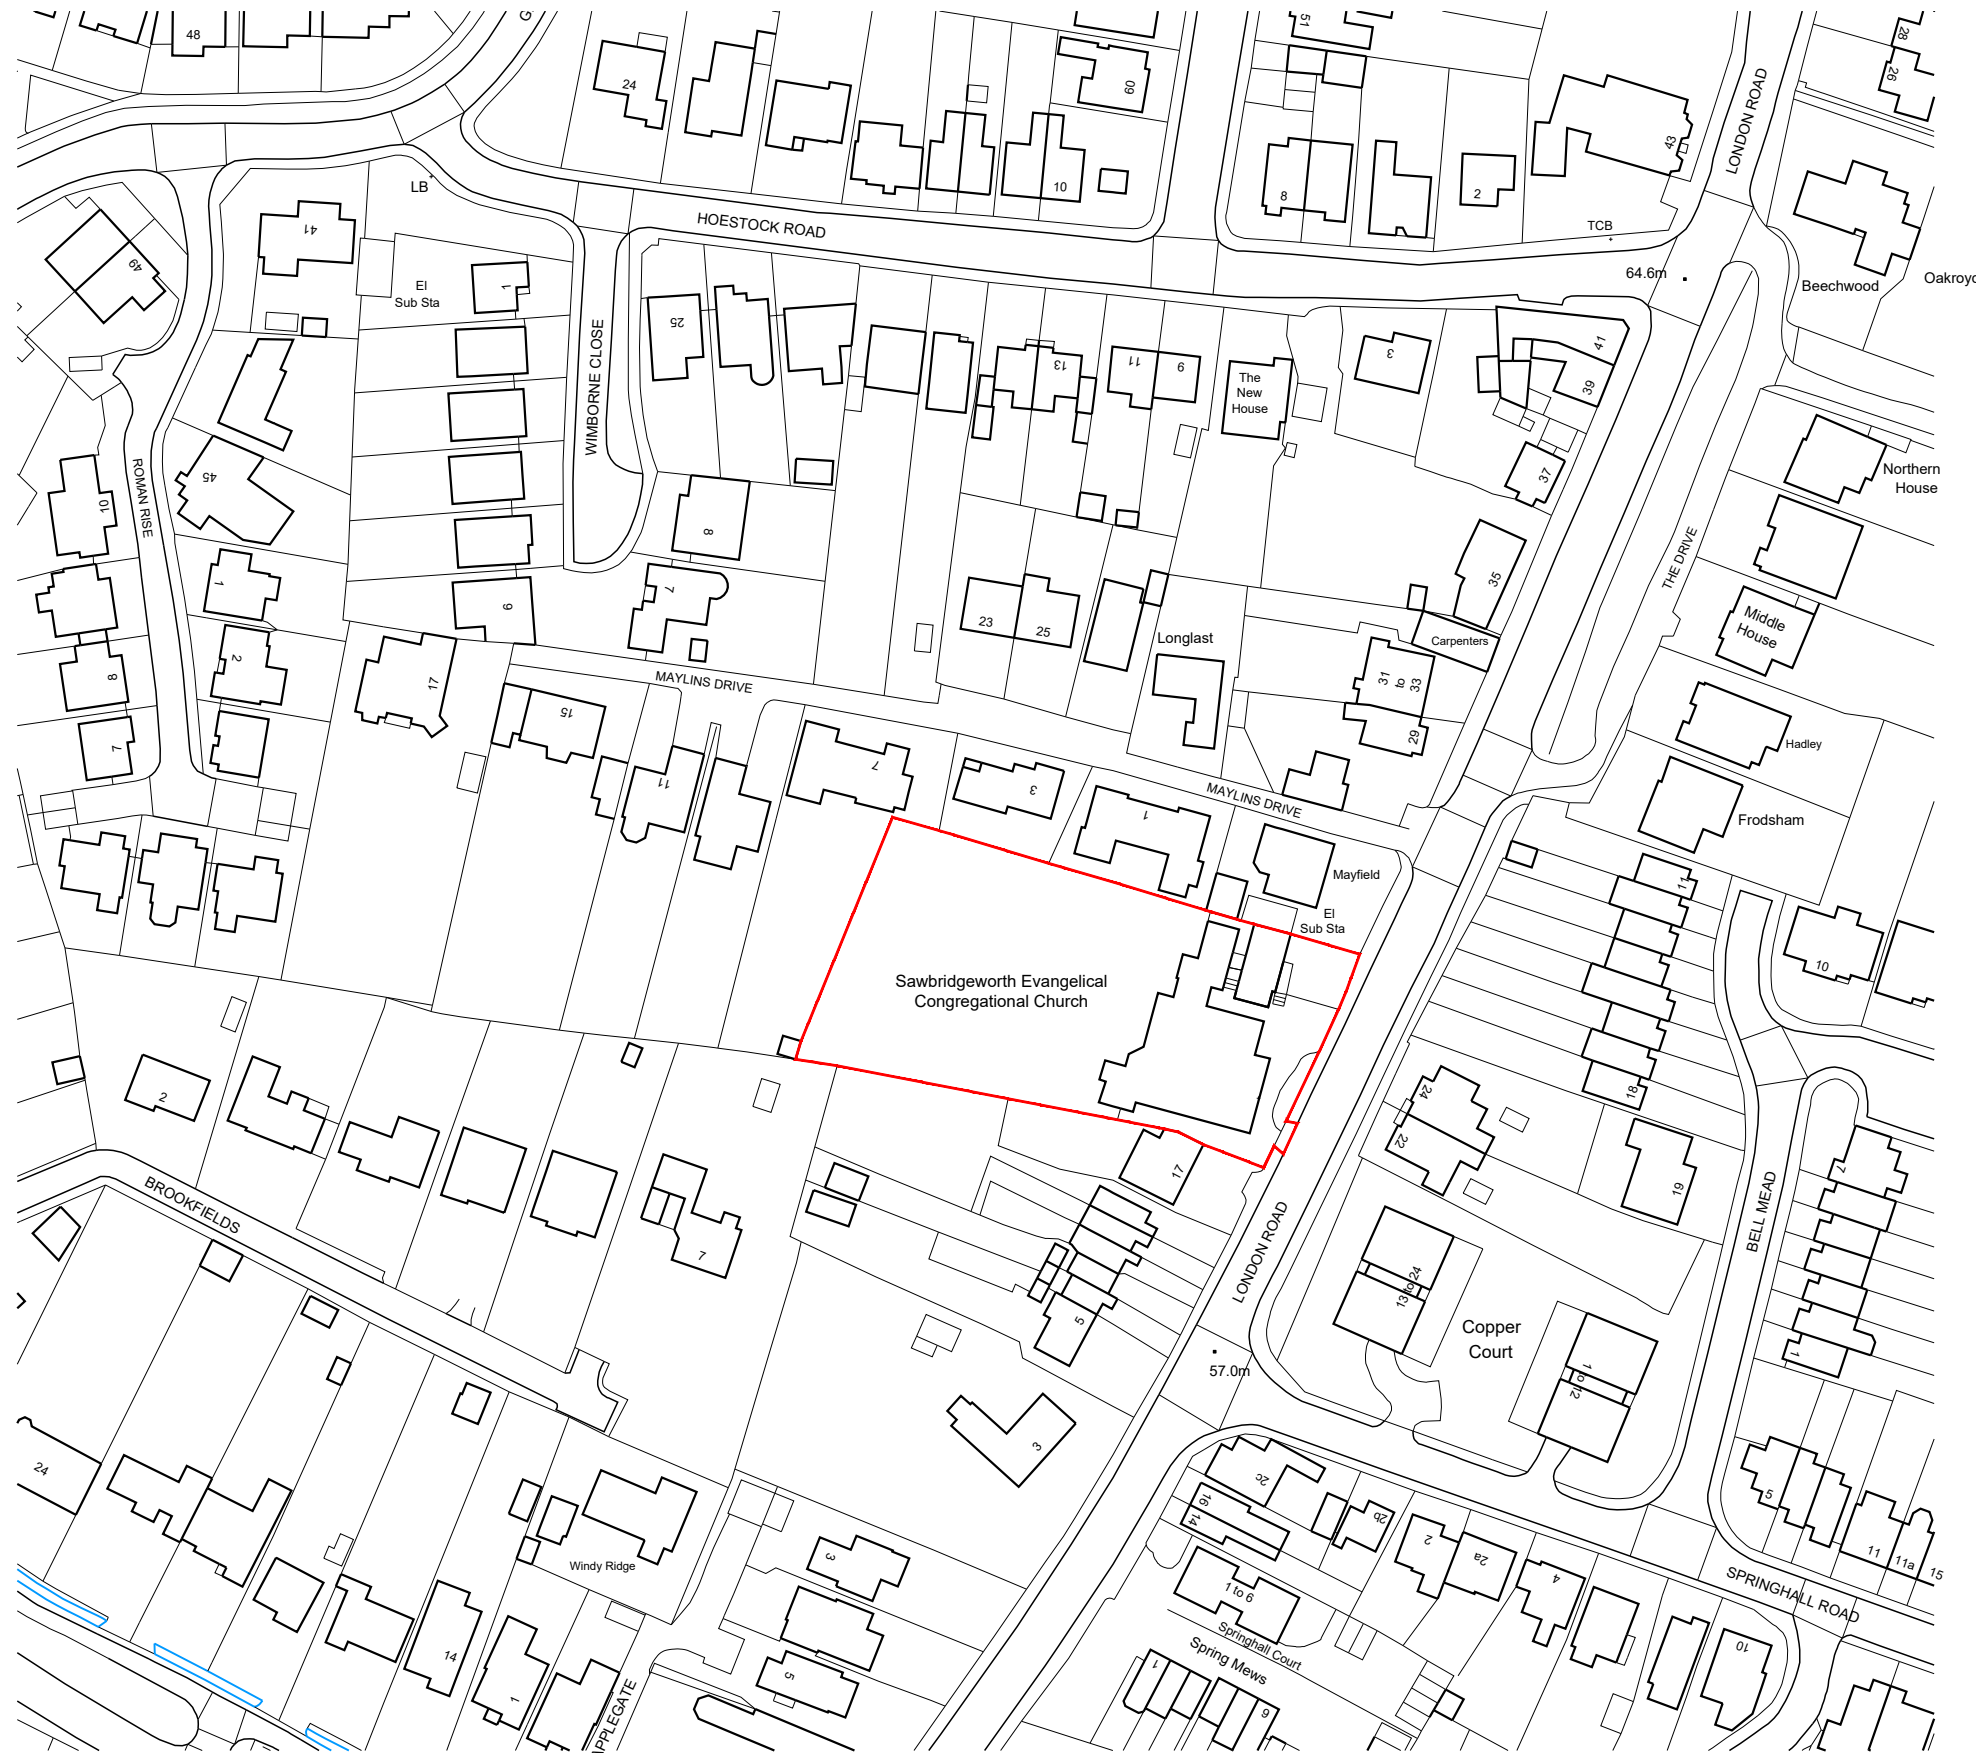 48
G
24
60
51
28
26
LONDON ROAD
43
LB
41
49
HOESTOCK ROAD
10
8
2
TCB
64.6m
Beechwood
Oakroyd
El
Sub Sta
1
WIMBORNE CLOSE
25
13
11
9
The
New
House
3
41
39
37
Northern
House
ROMAN RISE
10
45
8
THE DRIVE
35
1
9
7
23
25
Longlast
Carpenters
Middle
House
2
8
17
MAYLINS DRIVE
31
to
33
29
Hadley
7
15
11
7
3
1
MAYLINS DRIVE
Frodsham
Mayfield
11
El
Sub Sta
10
Sawbridgeworth Evangelical
Congregational Church
2
24
22
18
17
19
7
BROOKFIELDS
7
LONDON ROAD
BELL MEAD
13 to 24
5
Copper
Court
1 to 12
1
57.0m
24
3
2c
16
14
2b
5
2
2a
4
11
11a
15
Windy Ridge
3
1 to 6
SPRINGHALL ROAD
Springhall Court
Spring Mews
10
14
1
5
1
6
APPLEGATE